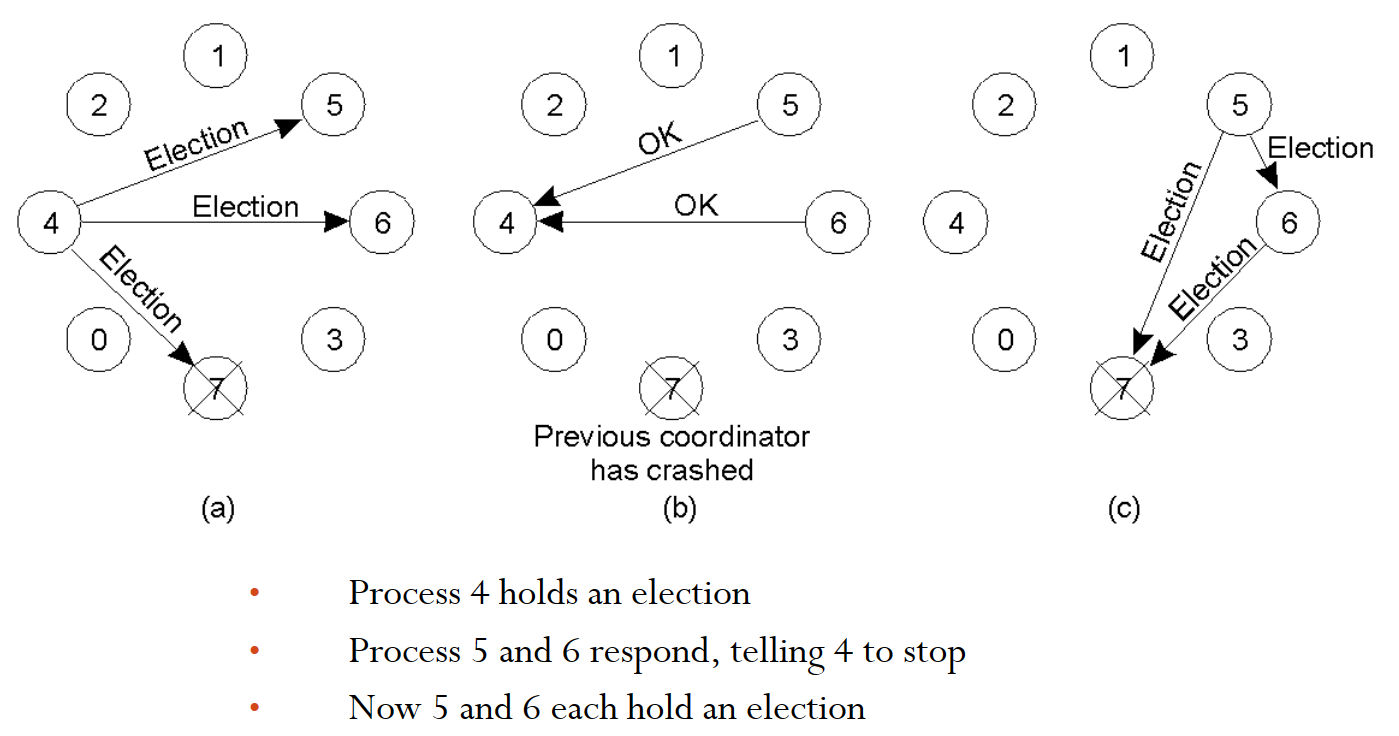 1
2
5
Election
4
Election
6
Election
0
3
7
(a)
1
2
5
OK
4
OK
6
0
3
7
Previous coordinator
has crashed
(b)
1
2
5
Election
4
Election
6
Election
0
3
7
(c)
• Process 4 holds an election
• Process 5 and 6 respond, telling 4 to stop
• Now 5 and 6 each hold an election